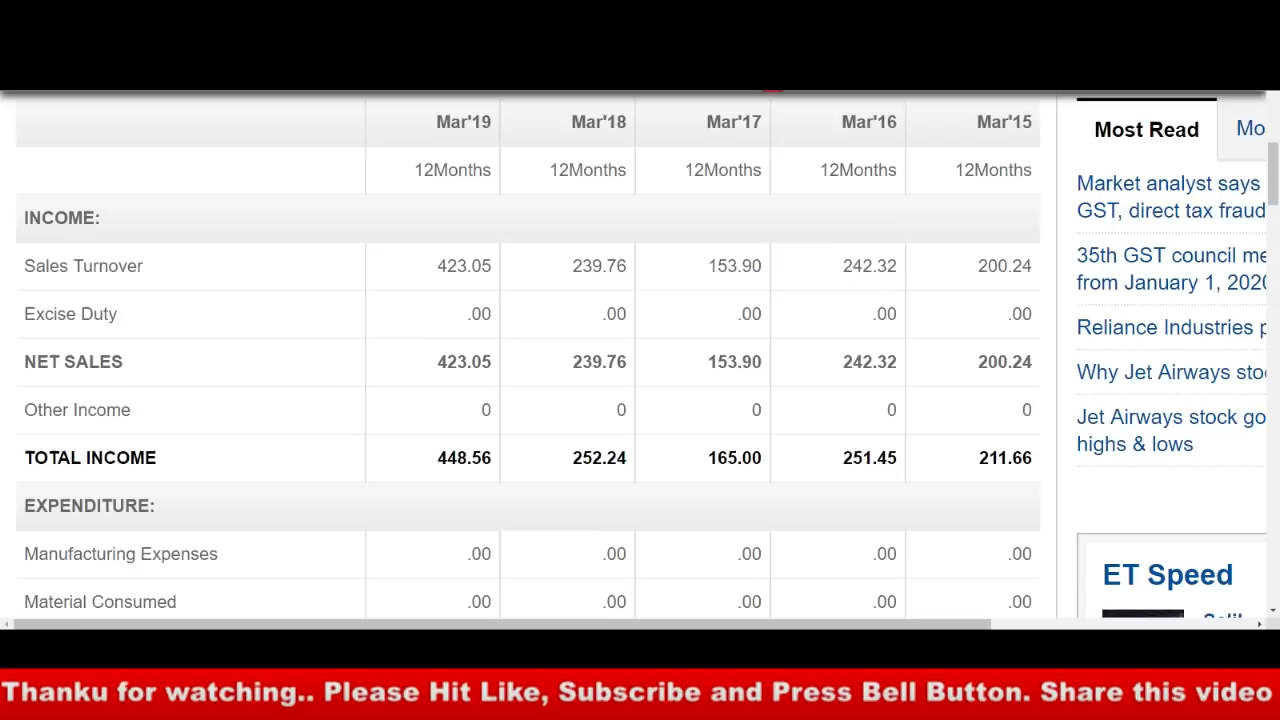 Mar'19 Mar'18 Mar'17 Mar'16 Mar'15
12Months 12Months 12Months 12Months 12Months
INCOME:
Sales Turnover 423.05 239.76 153.90 242.32 200.24
Excise Duty .00 .00 .00 .00 .00
NET SALES 423.05 239.76 153.90 242.32 200.24
Other Income 0 0 0 0 0
TOTAL INCOME 448.56 252.24 165.00 251.45 211.66
EXPENDITURE:
Manufacturing Expenses .00 .00 .00 .00 .00
Material Consumed .00 .00 .00 .00 .00
Most Read Mo
Market analyst says
GST, direct tax fraud
35th GST council me
from January 1, 2020
Reliance Industries p
Why Jet Airways sto
Jet Airways stock go
highs & lows
ET Speed
Thanku for watching.. Please Hit Like, Subscribe and Press Bell Button. Share this video